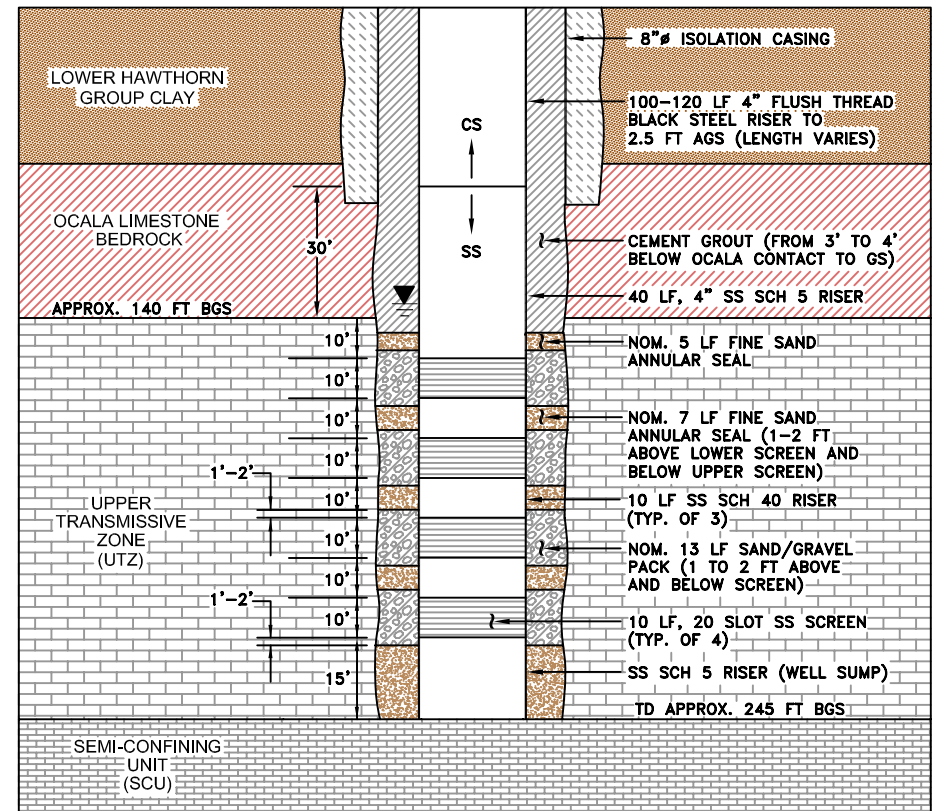 LOWER HAWTHORN
GROUP CLAY
OCALA LIMESTONE
BEDROCK
30'
APPROX. 140 FT BGS
CS
SS
8"ø ISOLATION CASING
100-120 LF 4" FLUSH THREAD
BLACK STEEL RISER TO
2.5 FT AGS (LENGTH VARIES)
CEMENT GROUT (FROM 3' TO 4'
BELOW OCALA CONTACT TO GS)
40 LF, 4" SS SCH 5 RISER
10'
10'
10'
10'
1'-2'
10'
10'
10'
1'-2'
10'
15'
UPPER
TRANSMISSIVE
ZONE
(UTZ)
NOM. 5 LF FINE SAND
ANNULAR SEAL
NOM. 7 LF FINE SAND
ANNULAR SEAL (1-2 FT
ABOVE LOWER SCREEN AND
BELOW UPPER SCREEN)
10 LF SS SCH 40 RISER
(TYP. OF 3)
NOM. 13 LF SAND/GRAVEL
PACK (1 TO 2 FT ABOVE
AND BELOW SCREEN)
10 LF, 20 SLOT SS SCREEN
(TYP. OF 4)
SS SCH 5 RISER (WELL SUMP)
TD APPROX. 245 FT BGS
SEMI-CONFINING
UNIT
(SCU)